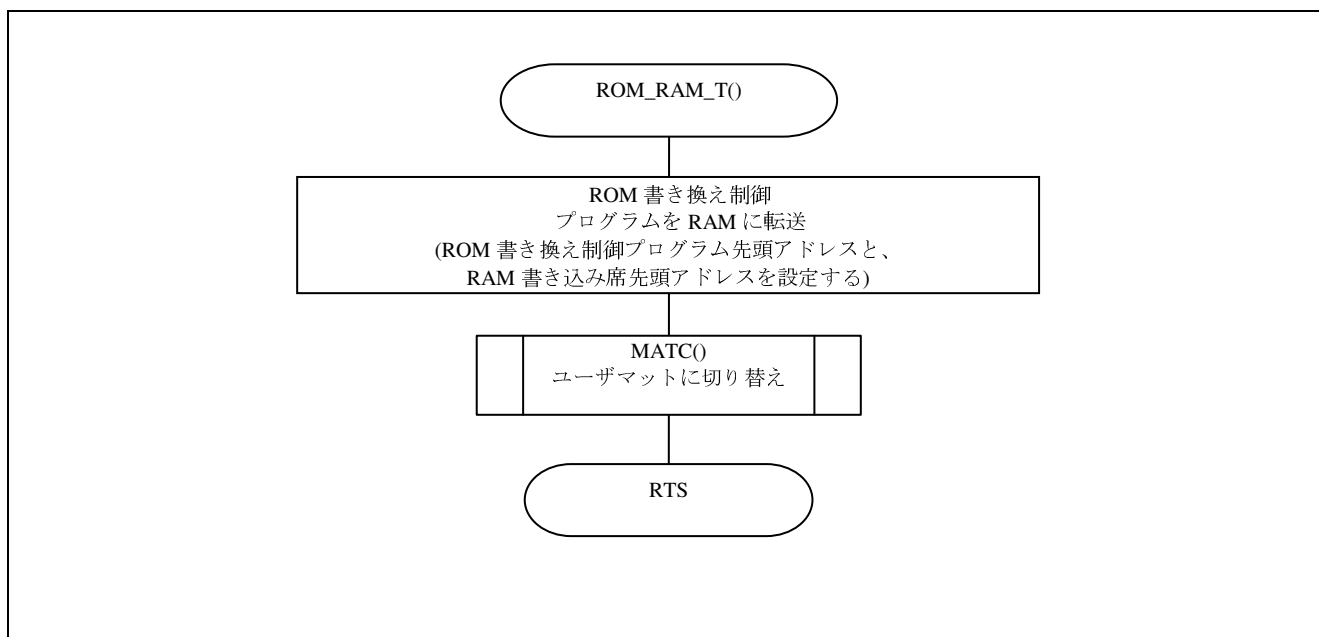 ROM_RAM_T()
ROM 書き換え制御
プログラムを RAM に転送
(ROM 書き換え制御プログラム先頭アドレスと、
RAM 書き込み席先頭アドレスを設定する)
MATC()
ユーザマットに切り替え
RTS